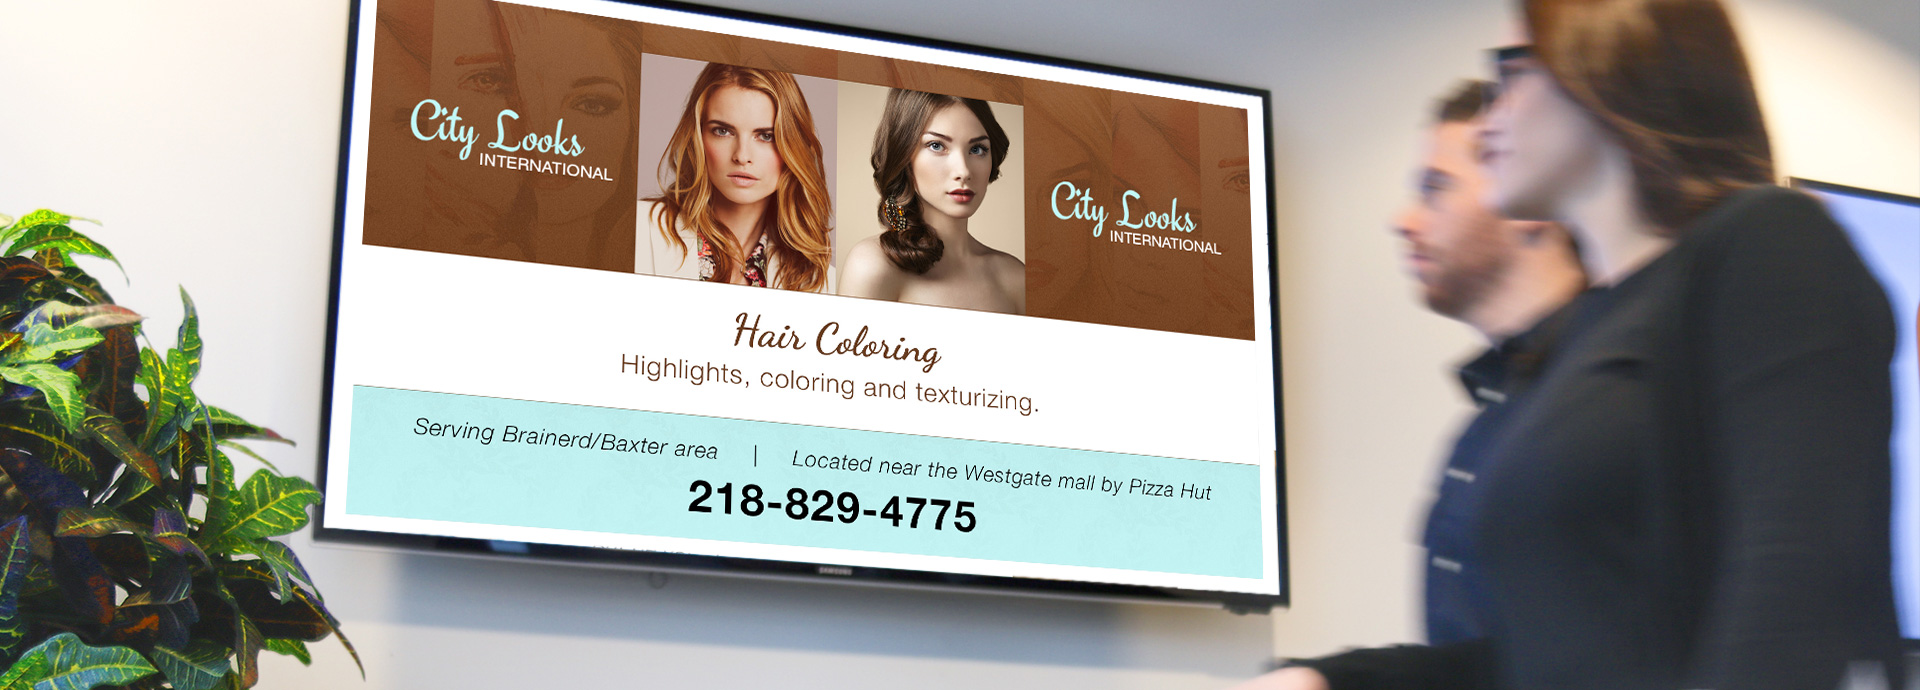 City Looks
INTERNATIONAL
City Looks
INTERNATIONAL
Hair Coloring
Highlights, coloring and texturizing.
Serving Brainerd/Baxter area | Located near the Westgate mall by Pizza Hut
218-829-4775
SAMSUNG